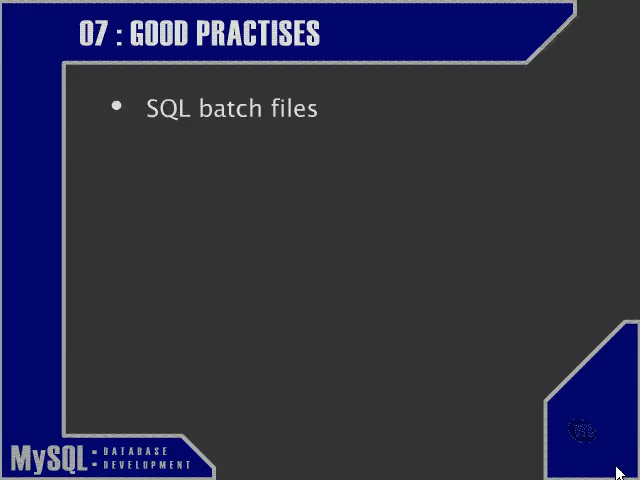 07 : GOOD PRACTISES
• SQL batch files
MySQL :
DATABASE
DEVELOPMENT